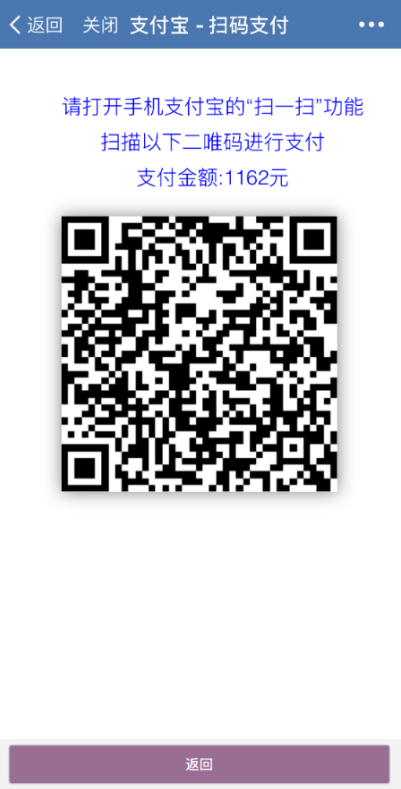 返回 关闭 支付宝 - 扫码支付
请打开手机支付宝的“扫一扫”功能
扫描以下二唯码进行支付
支付金额:1162元
返回